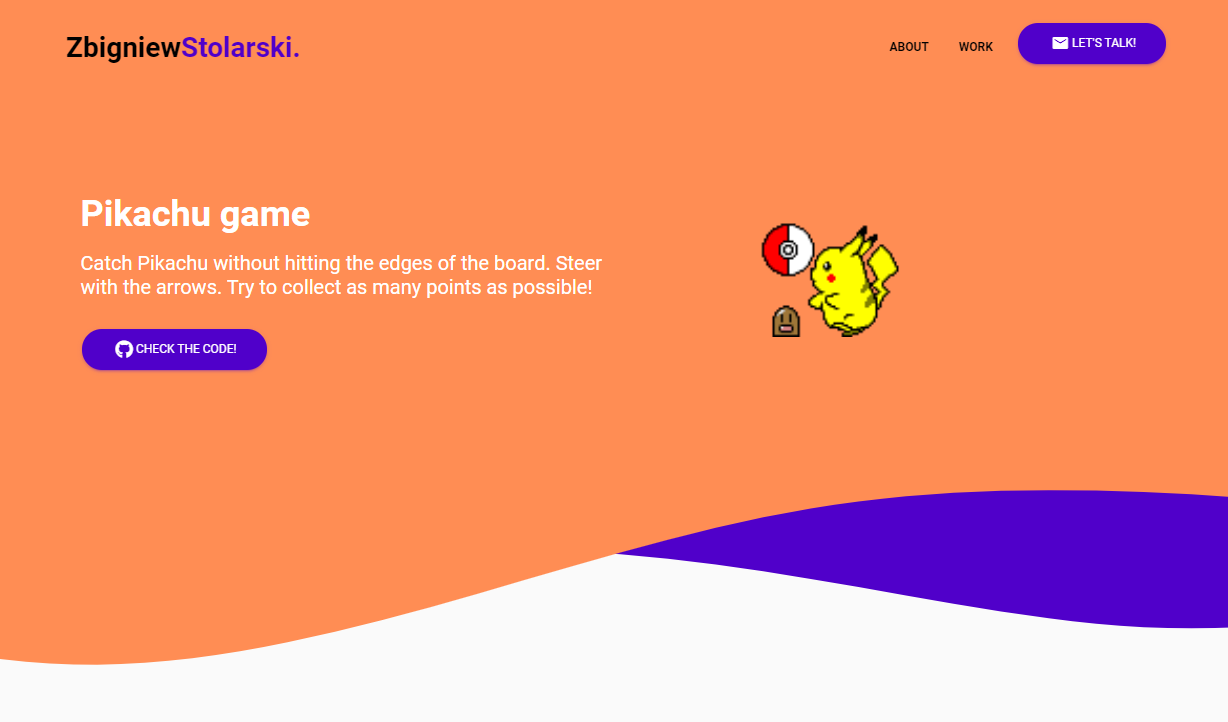 ZbigniewStolarski.
ABOUT WORK LET'S TALK!
Pikachu game
Catch Pikachu without hitting the edges of the board. Steer
with the arrows. Try to collect as many points as possible!
CHECK THE CODE!